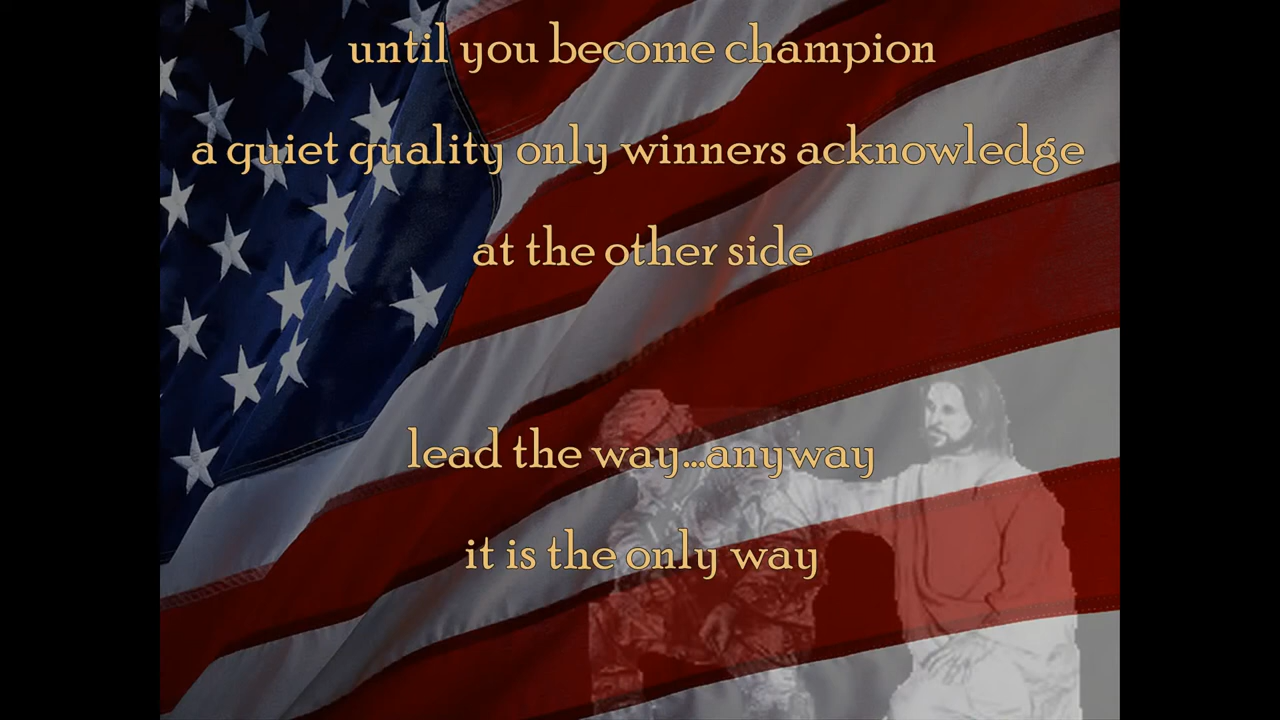 until you become champion
a quiet quality only winners acknowledge
at the other side
lead the way...anyway
it is the only way